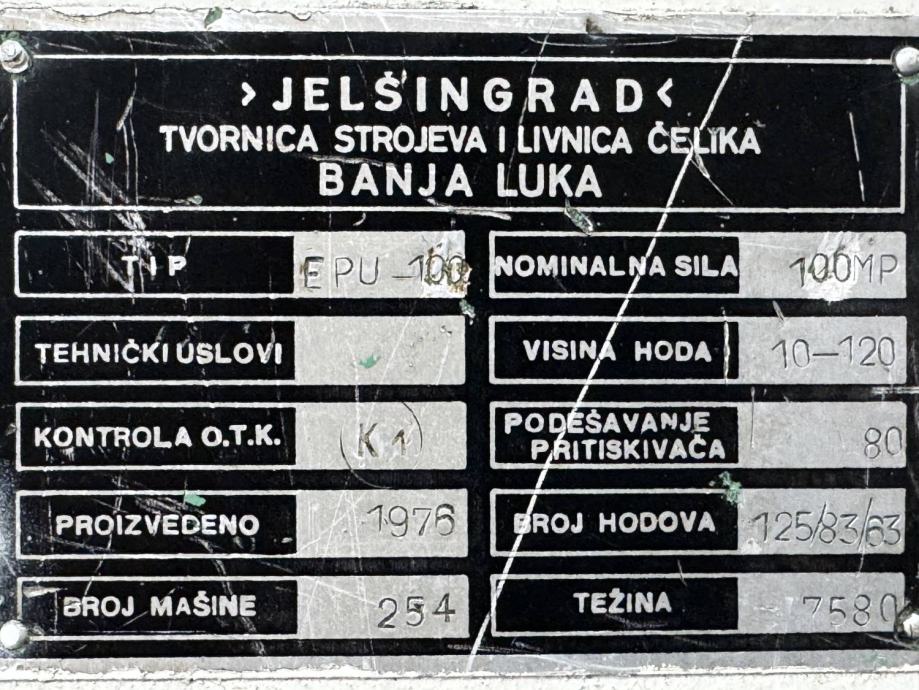 ›JELŠINGRAD‹
TVORNICA STROJEVA I LIVNICA ČELIKA
BANJA LUKA
TIP EPU-100
NOMINALNA SILA 100MP
TEHNIČKI USLOVI
VISINA HODA 10-120
KONTROLA O.T.K. K1
PODEŠAVANJE
PRITISKIVAČA 80
PROIZVEDENO 1976
BROJ HODOVA 125/83/63
BROJ MAŠINE 254
TEŽINA 7580